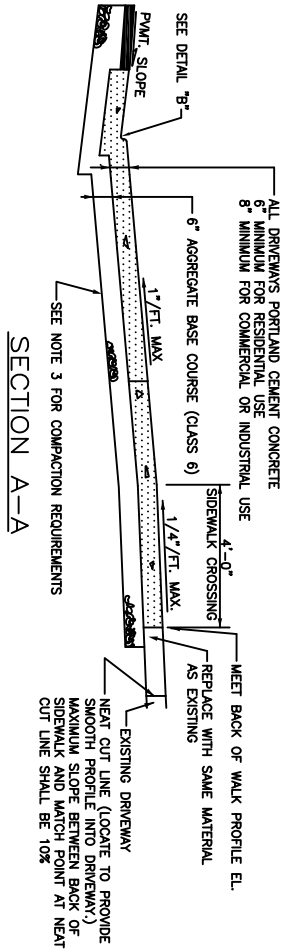 ALL DRIVEWAYS PORTLAND CEMENT CONCRETE
6" MINIMUM FOR RESIDENTIAL USE
8" MINIMUM FOR COMMERCIAL OR INDUSTRIAL USE
6" AGGREGATE BASE COURSE (CLASS 6)
SEE DETAIL "B"
PVMT. SLOPE
1"/FT. MAX
4'-0"
SIDEWALK CROSSING
1/4"/FT. MAX.
MEET BACK OF WALK PROFILE EL.
REPLACE WITH SAME MATERIAL
AS EXISTING
EXISTING DRIVEWAY
NEAT CUT LINE (LOCATE TO PROVIDE
SMOOTH PROFILE INTO DRIVEWAY.)
MAXIMUM SLOPE BETWEEN BACK OF
SIDEWALK AND MATCH POINT AT NEAT
CUT LINE SHALL BE 10%
SEE NOTE 3 FOR COMPACTION REQUIREMENTS
SECTION A-A